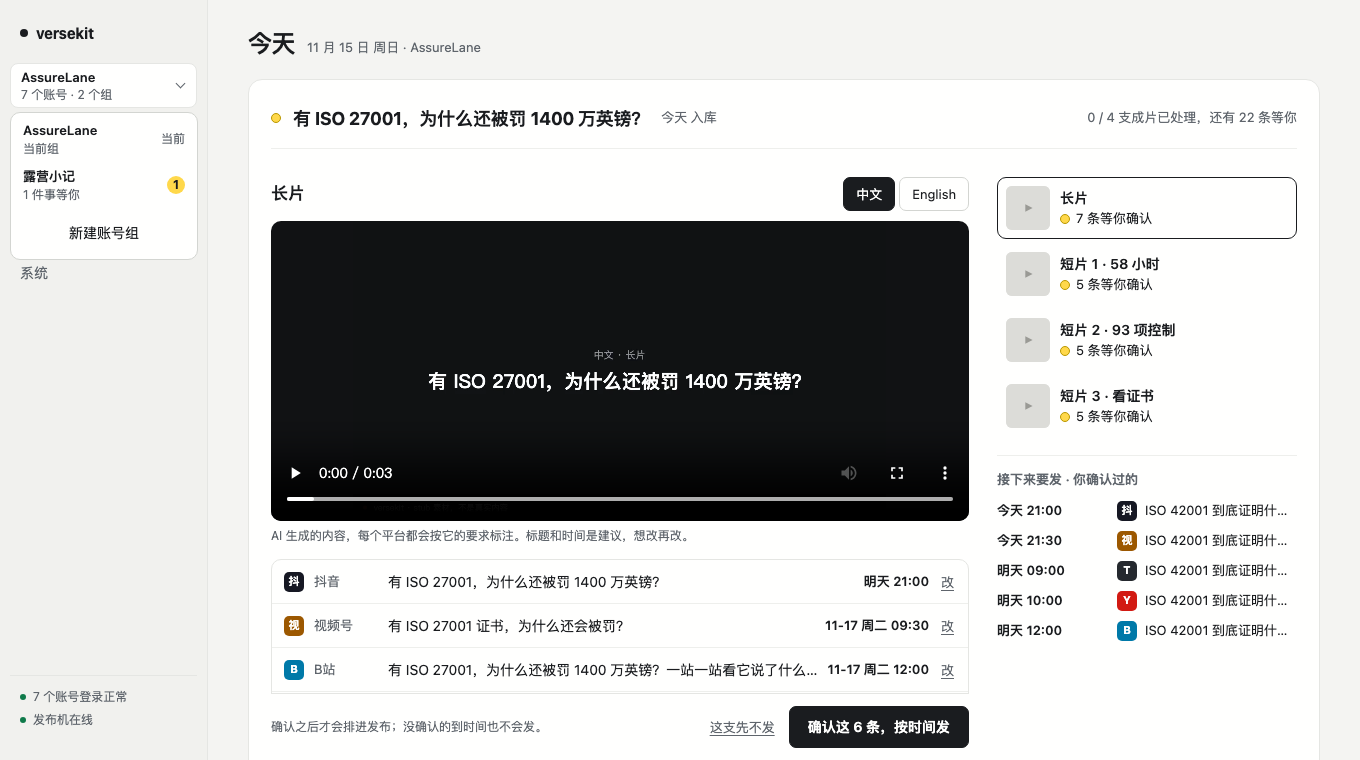 versekit
AssureLane
7 个账号 · 2 个组
AssureLane
当前组
当前
露营小记
1 件事等你
1
新建账号组
系统
7 个账号登录正常
发布机在线
今天
11 月 15 日 周日 · AssureLane
有 ISO 27001，为什么还被罚 1400 万英镑？
今天 入库
0 / 4 支成片已处理，还有 22 条等你
长片
中文
English
中文 · 长片
有 ISO 27001，为什么还被罚 1400 万英镑？
0:00 / 0:03
AI 生成的内容，每个平台都会按它的要求标注。标题和时间是建议，想改再改。
抖 抖音 有 ISO 27001，为什么还被罚 1400 万英镑？ 明天 21:00 改
视 视频号 有 ISO 27001 证书，为什么还会被罚？ 11-17 周二 09:30 改
B B站 有 ISO 27001，为什么还被罚 1400 万英镑？一站一站看它说了什么... 11-17 周二 12:00 改
确认之后才会排进发布；没确认的到时间也不会发。
这支先不发
确认这 6 条，按时间发
长片
7 条等你确认
短片 1 · 58 小时
5 条等你确认
短片 2 · 93 项控制
5 条等你确认
短片 3 · 看证书
5 条等你确认
接下来要发 · 你确认过的
今天 21:00 抖 ISO 42001 到底证明什...
今天 21:30 视 ISO 42001 到底证明什...
明天 09:00 T ISO 42001 到底证明什...
明天 10:00 Y ISO 42001 到底证明什...
明天 12:00 B ISO 42001 到底证明什...